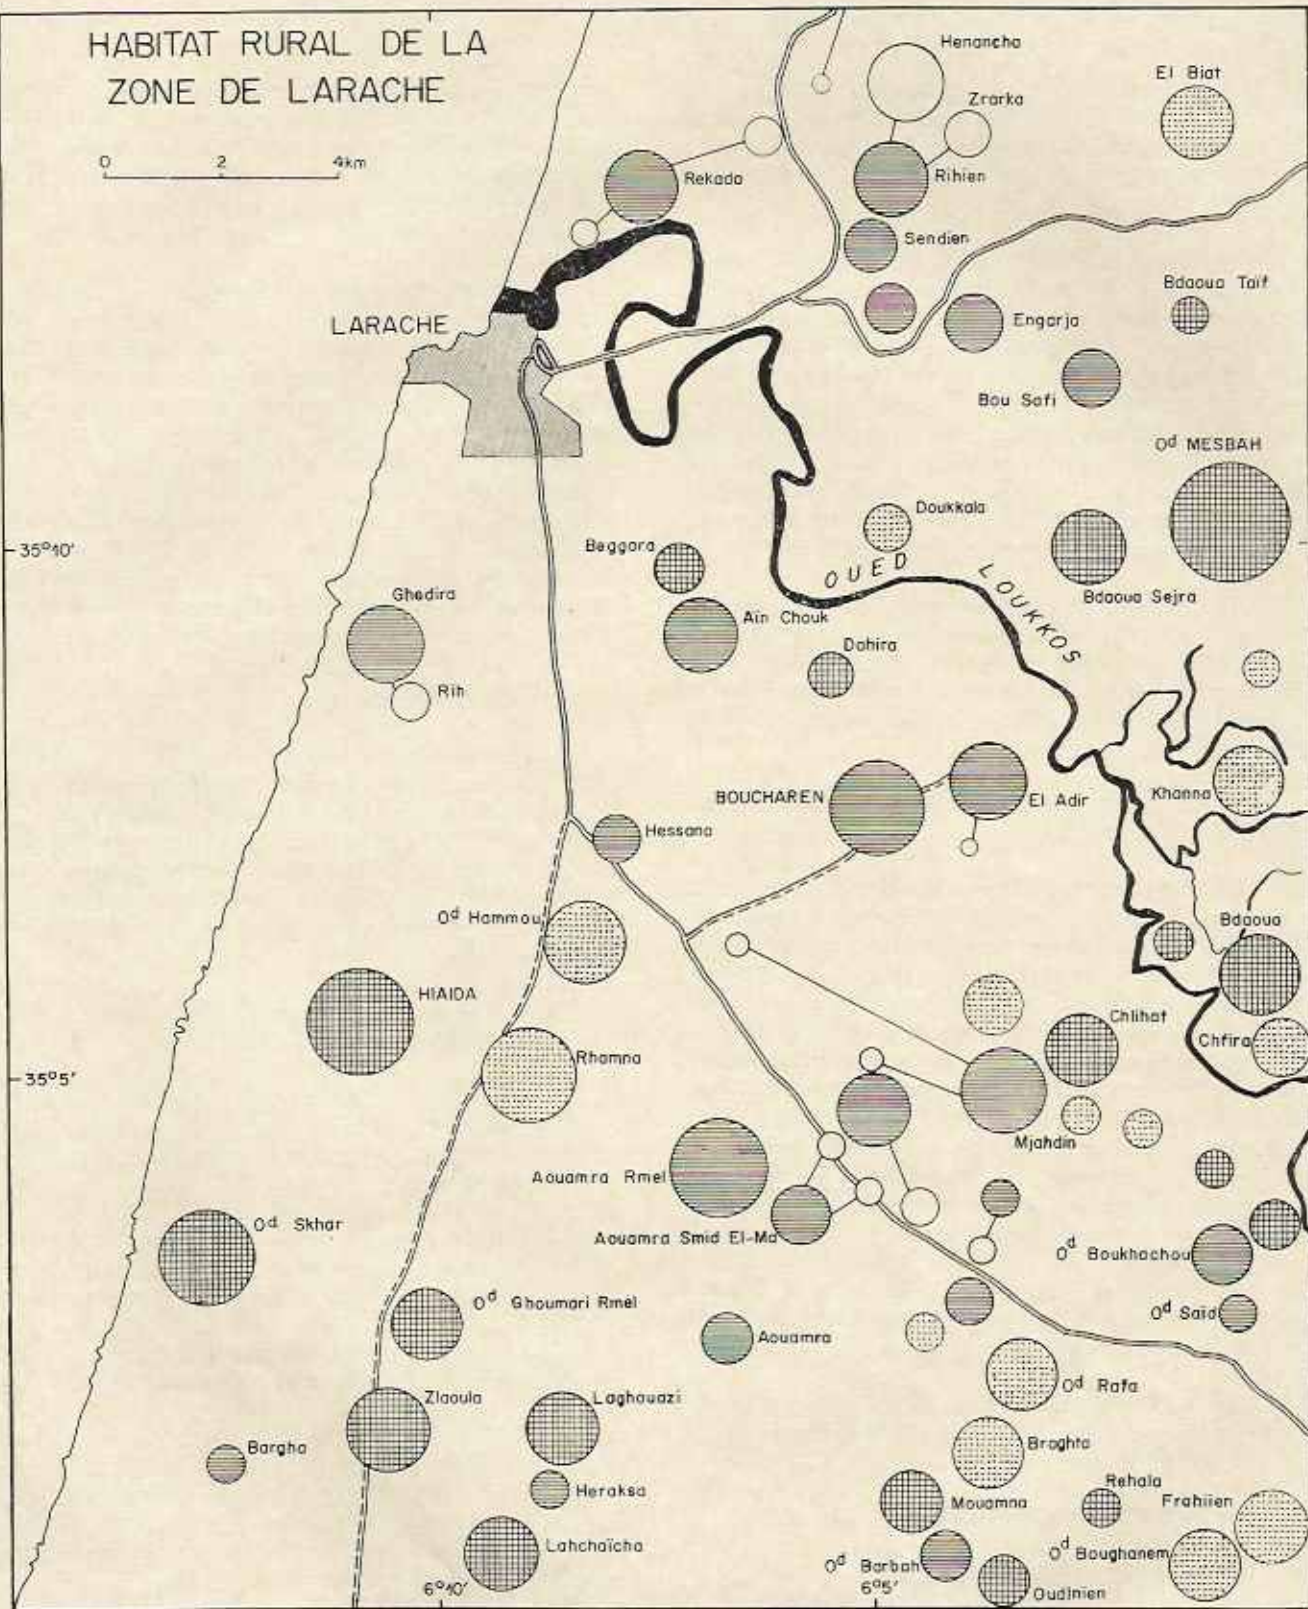 HABITAT RURAL DE LA
ZONE DE LARACHE
0 2 4km
Henancha
El Biat
Zrarka
Rekada
Rihien
Sendien
Bdaoua Taïf
LARACHE
Engarja
Bou Safi
Od MESBAH
Doukkala
35°10'
Beggara
OUED LOUKKOS
Bdaoua Sejra
Ghedira
Aïn Chouk
Dahira
Rih
BOUCHAREN
El Adir
Khanna
Hessana
Od Hammou
Bdaoua
HIAIDA
Chlihat
Chfira
Rhamna
35°5'
Mjahdin
Aouamra Rmel
Od Skhar
Aouamra Smid El-Ma
Od Boukhachou
Od Ghoumari Rmel
Od Saïd
Aouamra
Od Rafa
Zlaoula
Laghouazi
Bargha
Braghta
Heraksa
Mouamna
Rehala
Frahiien
Lahchaïcha
Od Barbah
Od Boughanem
6°10'
6°5'
Oudinien